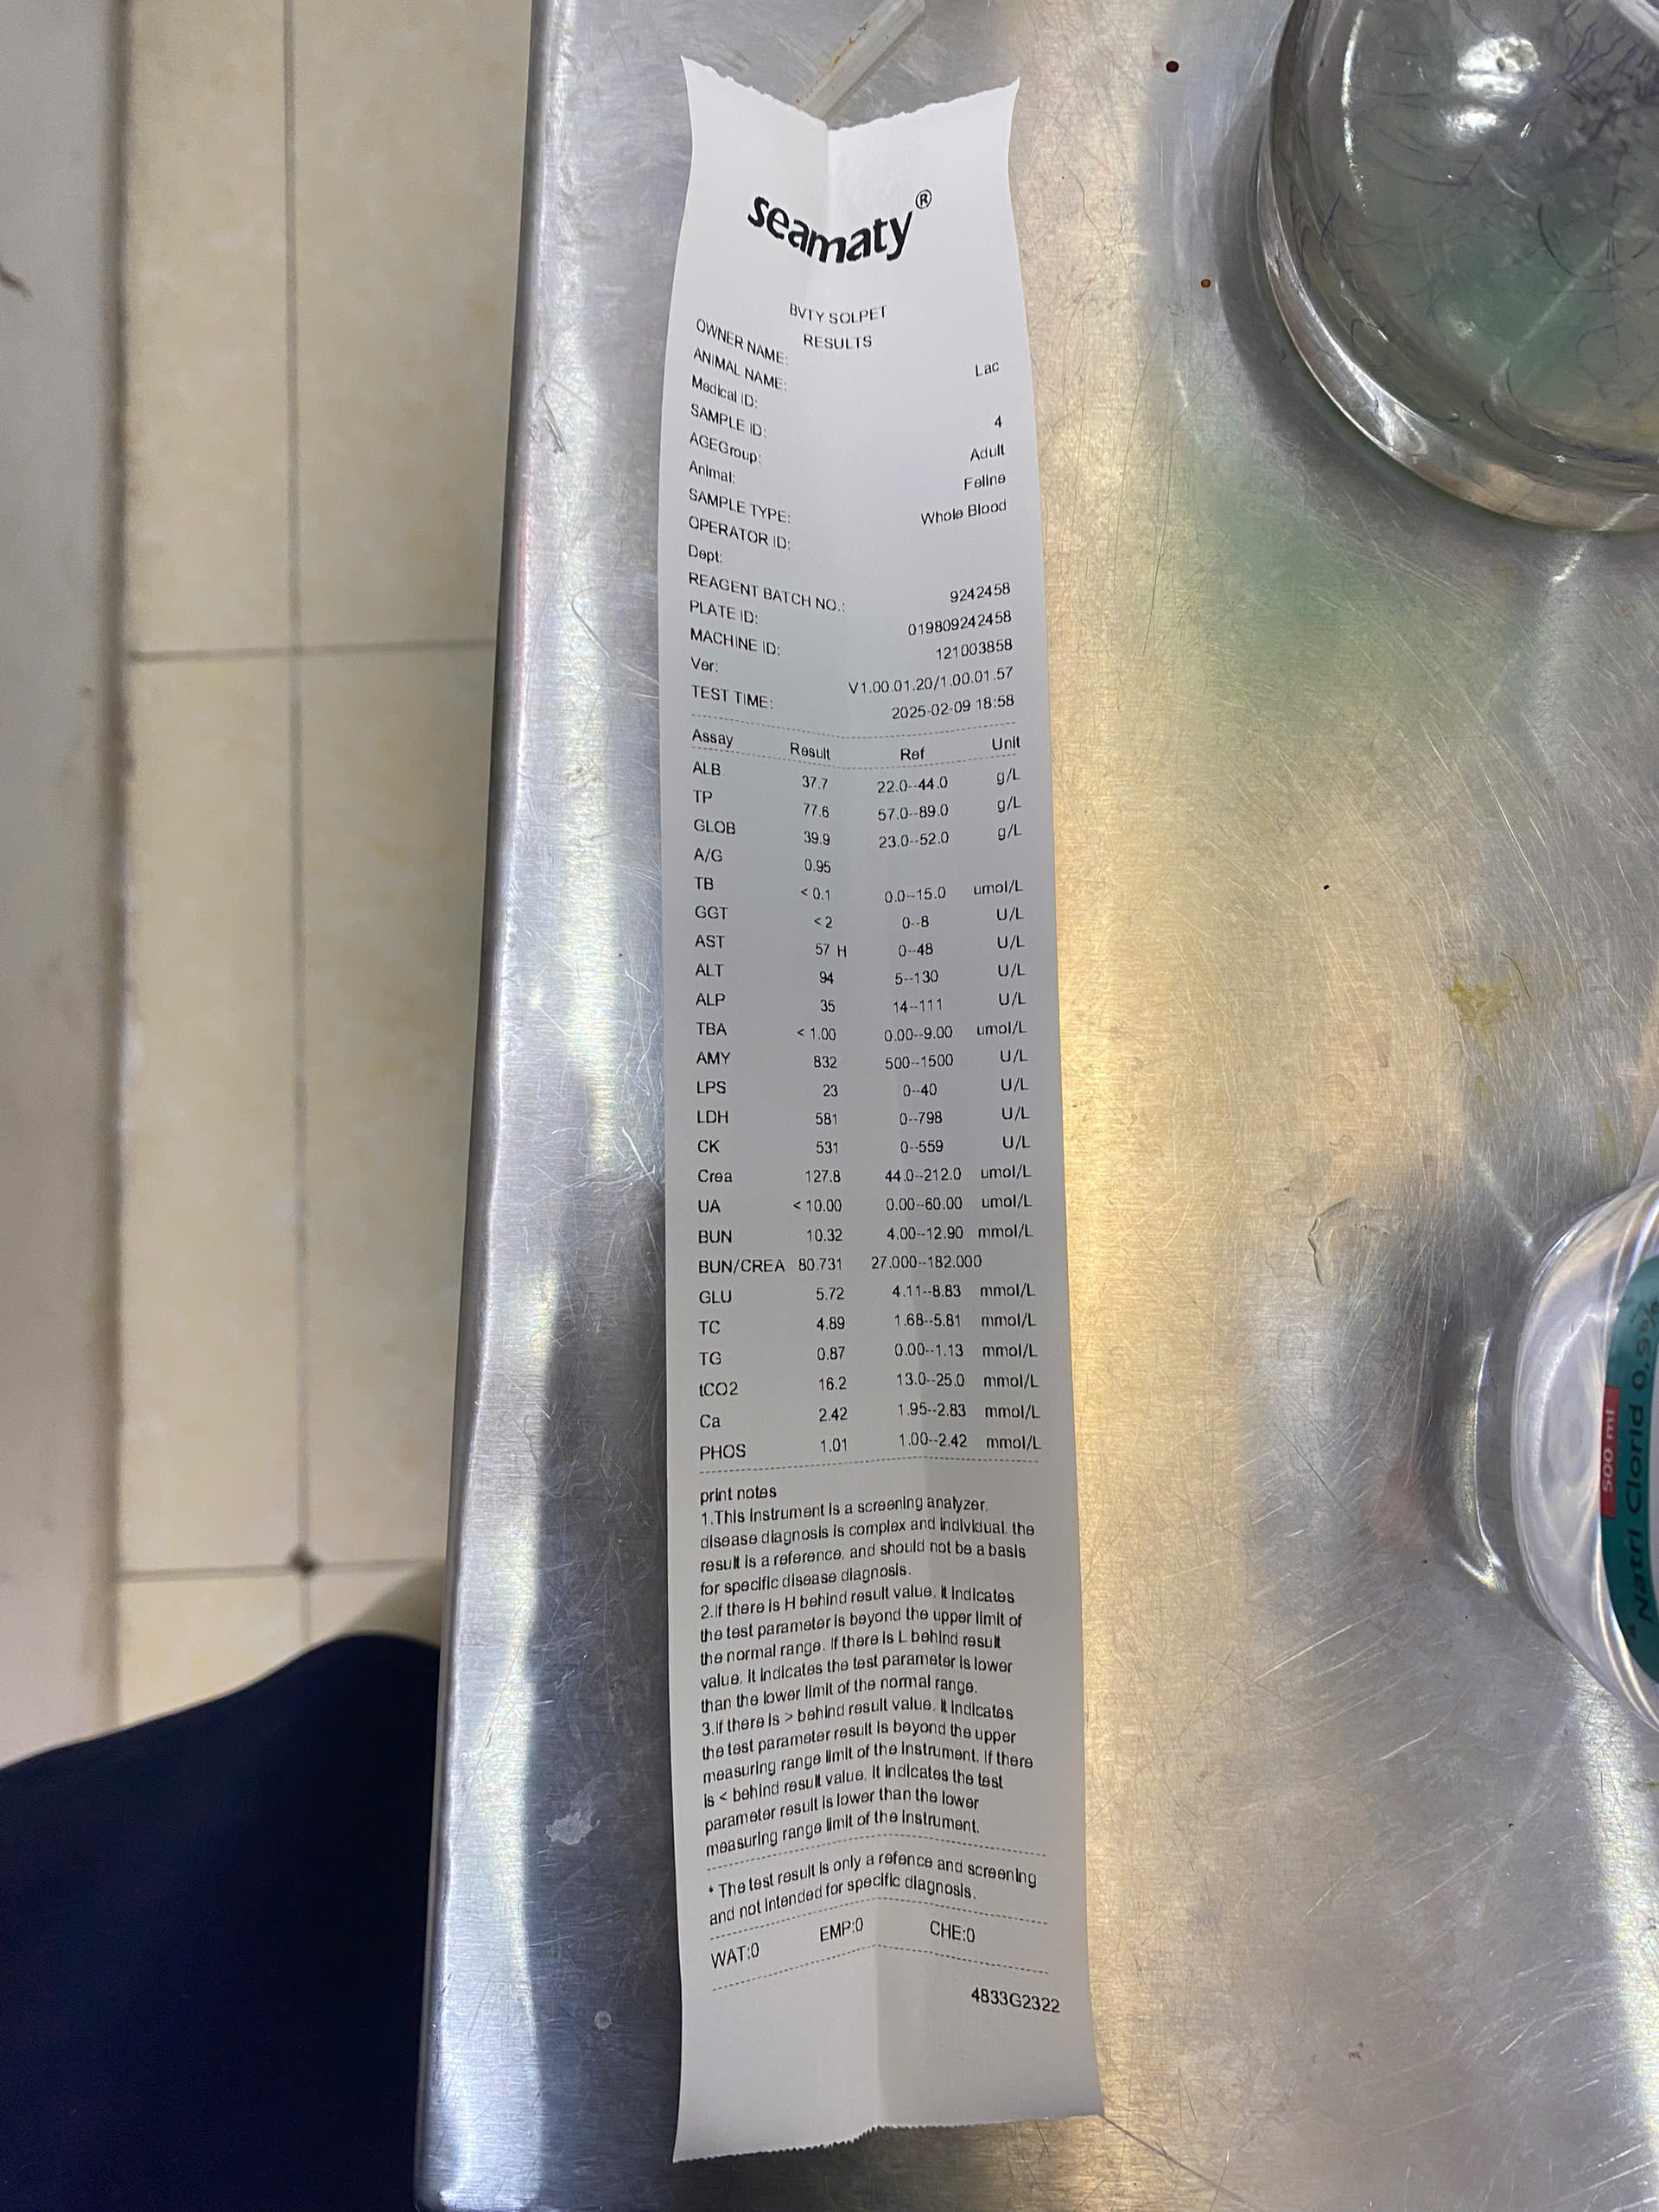 seamaty®
BVTY SOLPET
RESULTS
OWNER NAME:
ANIMAL NAME: Lac
Medical ID:
SAMPLE ID: 4
AGEGroup: Adult
Animal: Feline
SAMPLE TYPE: Whole Blood
OPERATOR ID:
Dept:
REAGENT BATCH NO.: 9242458
PLATE ID: 019809242458
MACHINE ID: 121003858
Ver: V1.00.01.20/1.00.01.57
TEST TIME: 2025-02-09 18:58
Assay Result Ref Unit
ALB 37.7 22.0--44.0 g/L
TP 77.6 57.0--89.0 g/L
GLOB 39.9 23.0--52.0 g/L
A/G 0.95
TB < 0.1 0.0--15.0 umol/L
GGT < 2 0--8 U/L
AST 57 H 0--48 U/L
ALT 94 5--130 U/L
ALP 35 14--111 U/L
TBA < 1.00 0.00--9.00 umol/L
AMY 832 500--1500 U/L
LPS 23 0--40 U/L
LDH 581 0--798 U/L
CK 531 0--559 U/L
Crea 127.8 44.0--212.0 umol/L
UA < 10.00 0.00--60.00 umol/L
BUN 10.32 4.00--12.90 mmol/L
BUN/CREA 80.731 27.000--182.000
GLU 5.72 4.11--8.83 mmol/L
TC 4.89 1.68--5.81 mmol/L
TG 0.87 0.00--1.13 mmol/L
tCO2 16.2 13.0--25.0 mmol/L
Ca 2.42 1.95--2.83 mmol/L
PHOS 1.01 1.00--2.42 mmol/L
print notes
1.This instrument is a screening analyzer,
disease diagnosis is complex and individual, the
result is a reference, and should not be a basis
for specific disease diagnosis.
2.If there is H behind result value, it indicates
the test parameter is beyond the upper limit of
the normal range. If there is L behind result
value, it indicates the test parameter is lower
than the lower limit of the normal range.
3.If there is > behind result value, it indicates
the test parameter result is beyond the upper
measuring range limit of the instrument. If there
is < behind result value, it indicates the test
parameter result is lower than the lower
measuring range limit of the instrument.
* The test result is only a refence and screening
and not intended for specific diagnosis.
WAT:0 EMP:0 CHE:0
4833G2322
500 ml
Natri Clorid 0,9%